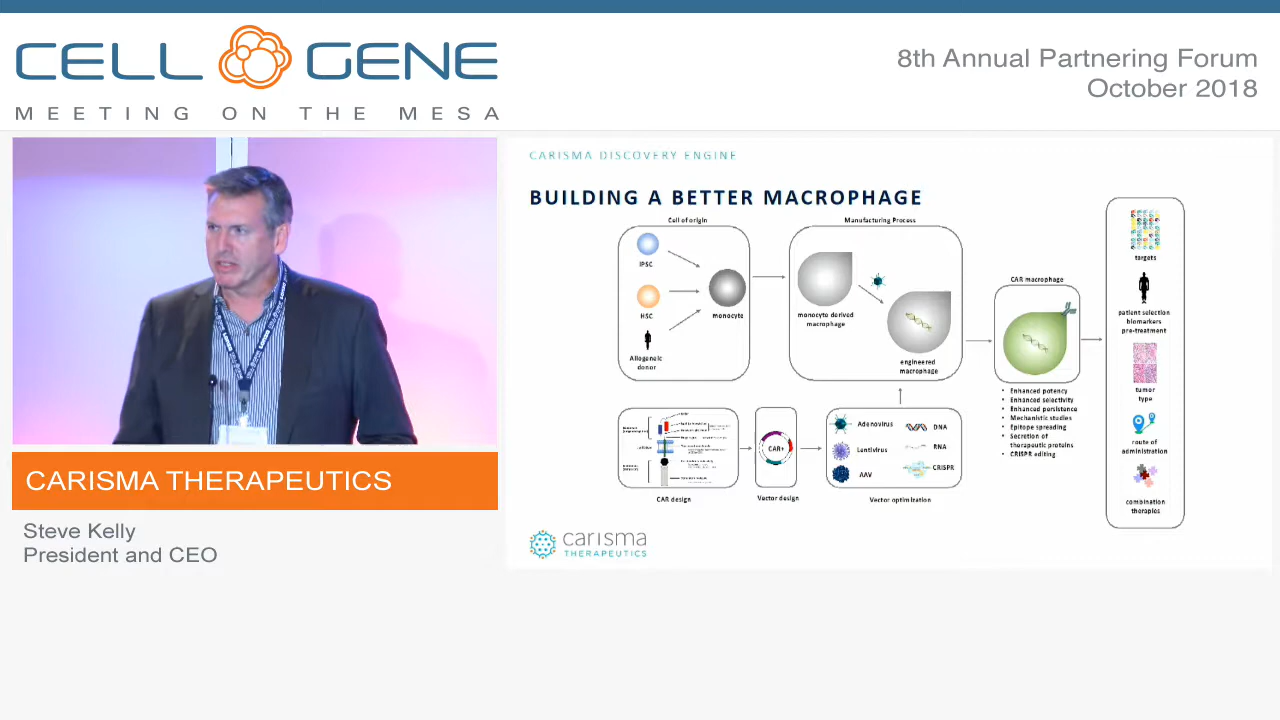 CELL GENE
MEETING ON THE MESA
8th Annual Partnering Forum
October 2018
CARISMA THERAPEUTICS
Steve Kelly
President and CEO
CARISMA DISCOVERY ENGINE
BUILDING A BETTER MACROPHAGE
Cell of origin
IPSC
HSC
Allogeneic
donor
monocyte
Manufacturing Process
monocyte derived
macrophage
engineered
macrophage
CAR macrophage
• Enhanced potency
• Enhanced selectivity
• Enhanced persistence
• Mechanistic studies
• Epitope spreading
• Secretion of
therapeutic proteins
• CRISPR editing
targets
patient selection
biomarkers
pre-treatment
tumor
type
route of
administration
combination
therapies
CAR design
CAR+
Vector design
Adenovirus
Lentivirus
AAV
DNA
RNA
CRISPR
Vector optimization
carisma
THERAPEUTICS